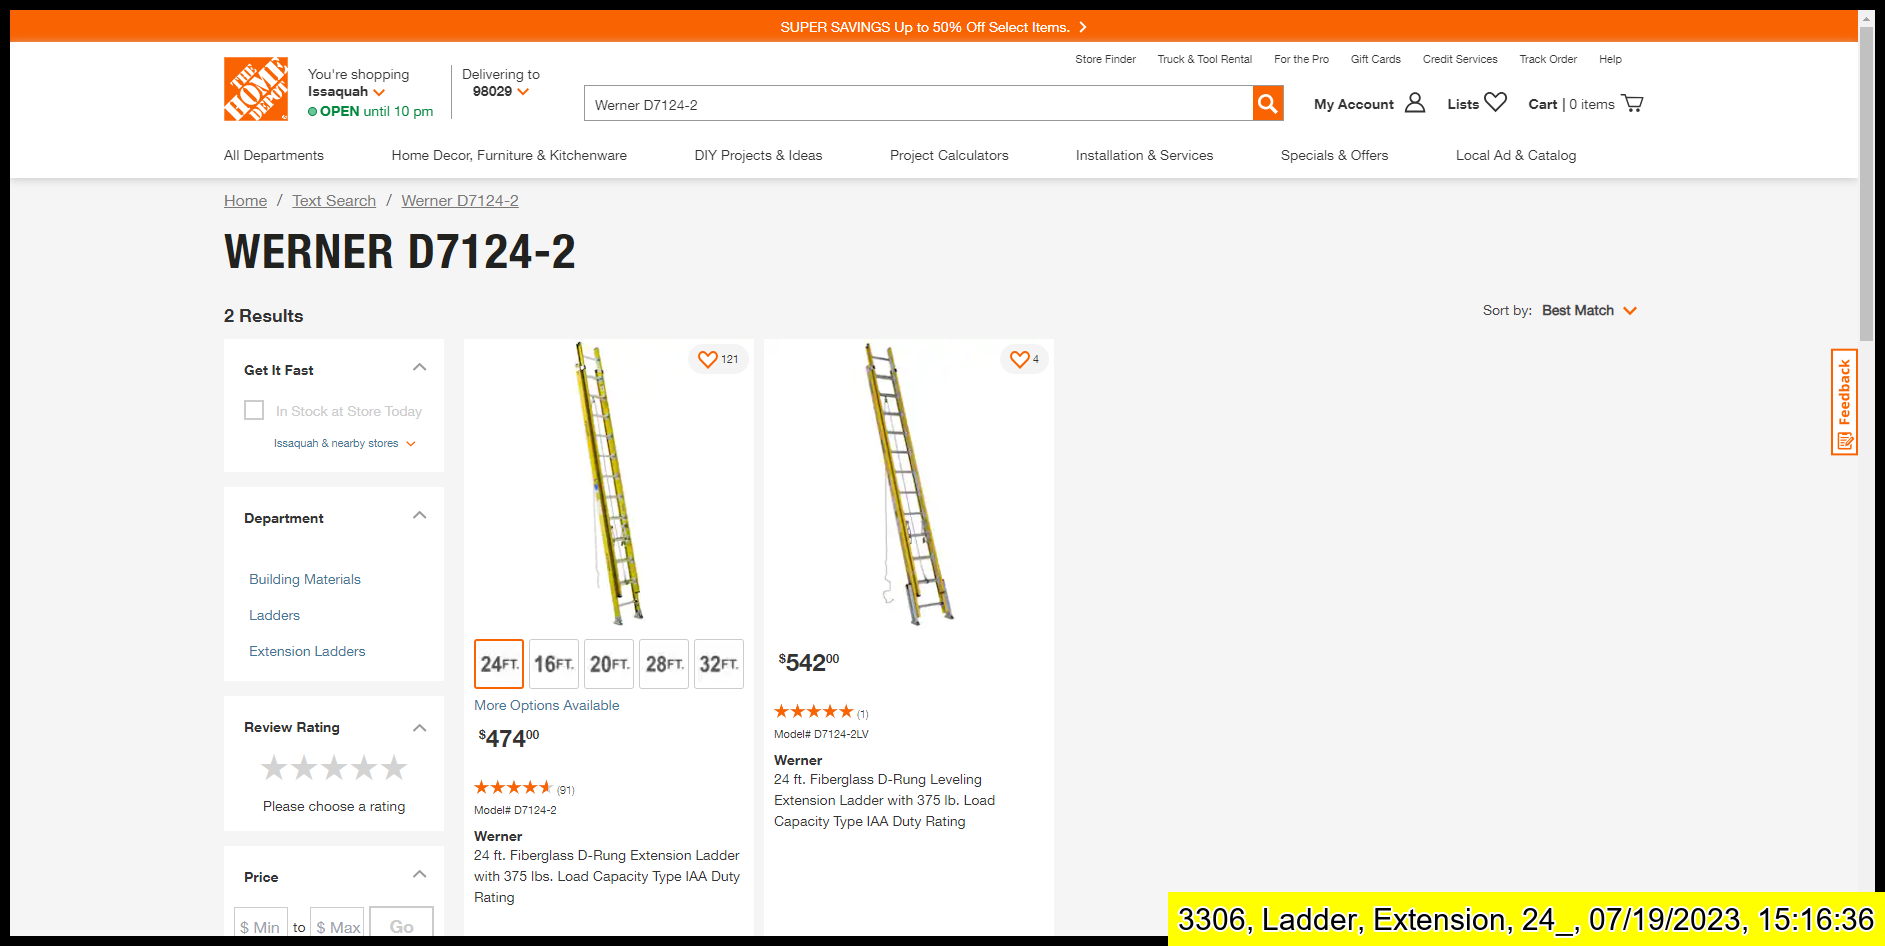 SUPER SAVINGS Up to 50% Off Select Items.
Store Finder Truck & Tool Rental For the Pro Gift Cards Credit Services Track Order Help
THE HOME DEPOT
You're shopping
Issaquah
OPEN until 10 pm
Delivering to
98029
Werner D7124-2
My Account Lists Cart | 0 items
All Departments Home Decor, Furniture & Kitchenware DIY Projects & Ideas Project Calculators Installation & Services Specials & Offers Local Ad & Catalog
Home / Text Search / Werner D7124-2
WERNER D7124-2
2 Results
Sort by: Best Match
Get It Fast
In Stock at Store Today
Issaquah & nearby stores
Department
Building Materials
Ladders
Extension Ladders
Review Rating
Please choose a rating
Price
$ Min to $ Max Go
121
24FT. 16FT. 20FT. 28FT. 32FT.
More Options Available
$47400
(91)
Model# D7124-2
Werner
24 ft. Fiberglass D-Rung Extension Ladder
with 375 lbs. Load Capacity Type IAA Duty
Rating
4
$54200
(1)
Model# D7124-2LV
Werner
24 ft. Fiberglass D-Rung Leveling
Extension Ladder with 375 lb. Load
Capacity Type IAA Duty Rating
Feedback
3306, Ladder, Extension, 24_, 07/19/2023, 15:16:36